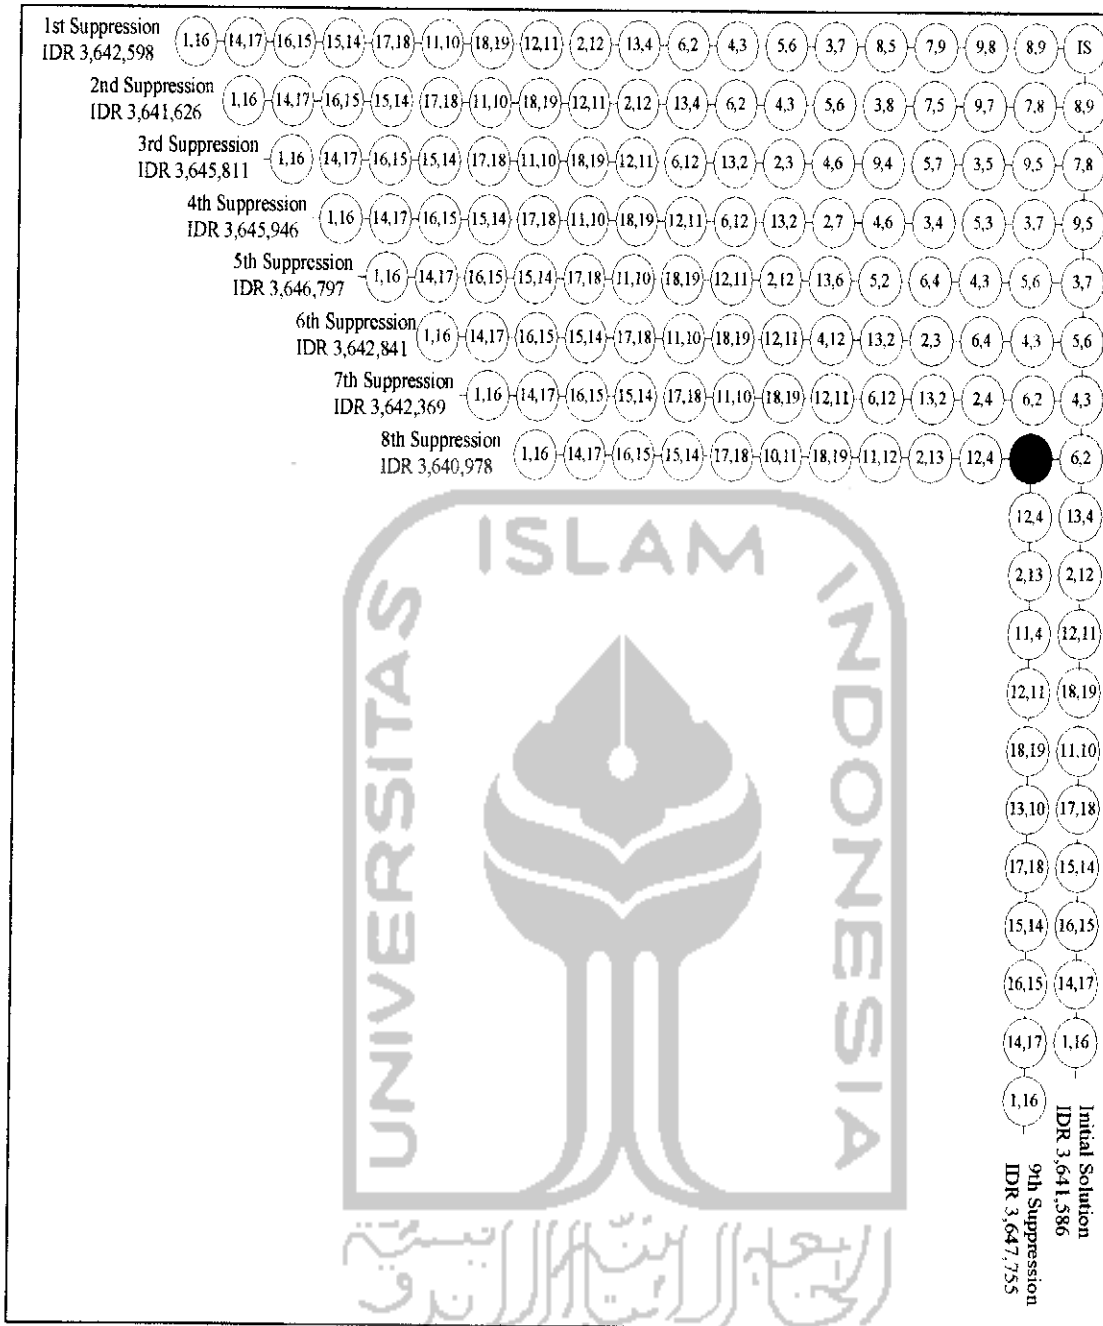 1st Suppression
IDR 3,642,598
1,16 14,17 16,15 15,14 17,18 11,10 18,19 12,11 2,12 13,4 6,2 4,3 5,6 3,7 8,5 7,9 9,8 8,9 IS
2nd Suppression
IDR 3,641,626
1,16 14,17 16,15 15,14 17,18 11,10 18,19 12,11 2,12 13,4 6,2 4,3 5,6 3,8 7,5 9,7 7,8 8,9
3rd Suppression
IDR 3,645,811
1,16 14,17 16,15 15,14 17,18 11,10 18,19 12,11 6,12 13,2 2,3 4,6 9,4 5,7 3,5 9,5 7,8
4th Suppression
IDR 3,645,946
1,16 14,17 16,15 15,14 17,18 11,10 18,19 12,11 6,12 13,2 2,7 4,6 3,4 5,3 3,7 9,5
5th Suppression
IDR 3,646,797
1,16 14,17 16,15 15,14 17,18 11,10 18,19 12,11 2,12 13,6 5,2 6,4 4,3 5,6 3,7
6th Suppression
IDR 3,642,841
1,16 14,17 16,15 15,14 17,18 11,10 18,19 12,11 4,12 13,2 2,3 6,4 4,3 5,6
7th Suppression
IDR 3,642,369
1,16 14,17 16,15 15,14 17,18 11,10 18,19 12,11 6,12 13,2 2,4 6,2 4,3
8th Suppression
IDR 3,640,978
1,16 14,17 16,15 15,14 17,18 10,11 18,19 11,12 2,13 12,4 6,2
12,4 13,4
2,13 2,12
11,4 12,11
12,11 18,19
18,19 11,10
13,10 17,18
17,18 15,14
15,14 16,15
16,15 14,17
14,17 1,16
1,16
Initial Solution
IDR 3,641,586
9th Suppression
IDR 3,647,755
UNIVERSITAS
ISLAM
INDONESIA